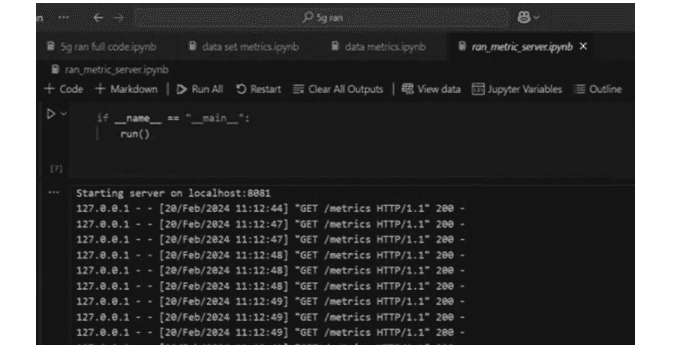 n ... 5g ran
5g ran full code.ipynb data set metrics.ipynb data metrics.ipynb ran_metric_server.ipynb
ran_metric_server.ipynb
+ Code + Markdown | Run All Restart Clear All Outputs | View data Jupyter Variables Outline
if __name__ == "__main__":
run()
[7]
... Starting server on localhost:8081
127.0.0.1 - - [20/Feb/2024 11:12:44] "GET /metrics HTTP/1.1" 200 -
127.0.0.1 - - [20/Feb/2024 11:12:47] "GET /metrics HTTP/1.1" 200 -
127.0.0.1 - - [20/Feb/2024 11:12:47] "GET /metrics HTTP/1.1" 200 -
127.0.0.1 - - [20/Feb/2024 11:12:48] "GET /metrics HTTP/1.1" 200 -
127.0.0.1 - - [20/Feb/2024 11:12:48] "GET /metrics HTTP/1.1" 200 -
127.0.0.1 - - [20/Feb/2024 11:12:48] "GET /metrics HTTP/1.1" 200 -
127.0.0.1 - - [20/Feb/2024 11:12:49] "GET /metrics HTTP/1.1" 200 -
127.0.0.1 - - [20/Feb/2024 11:12:49] "GET /metrics HTTP/1.1" 200 -
127.0.0.1 - - [20/Feb/2024 11:12:49] "GET /metrics HTTP/1.1" 200 -